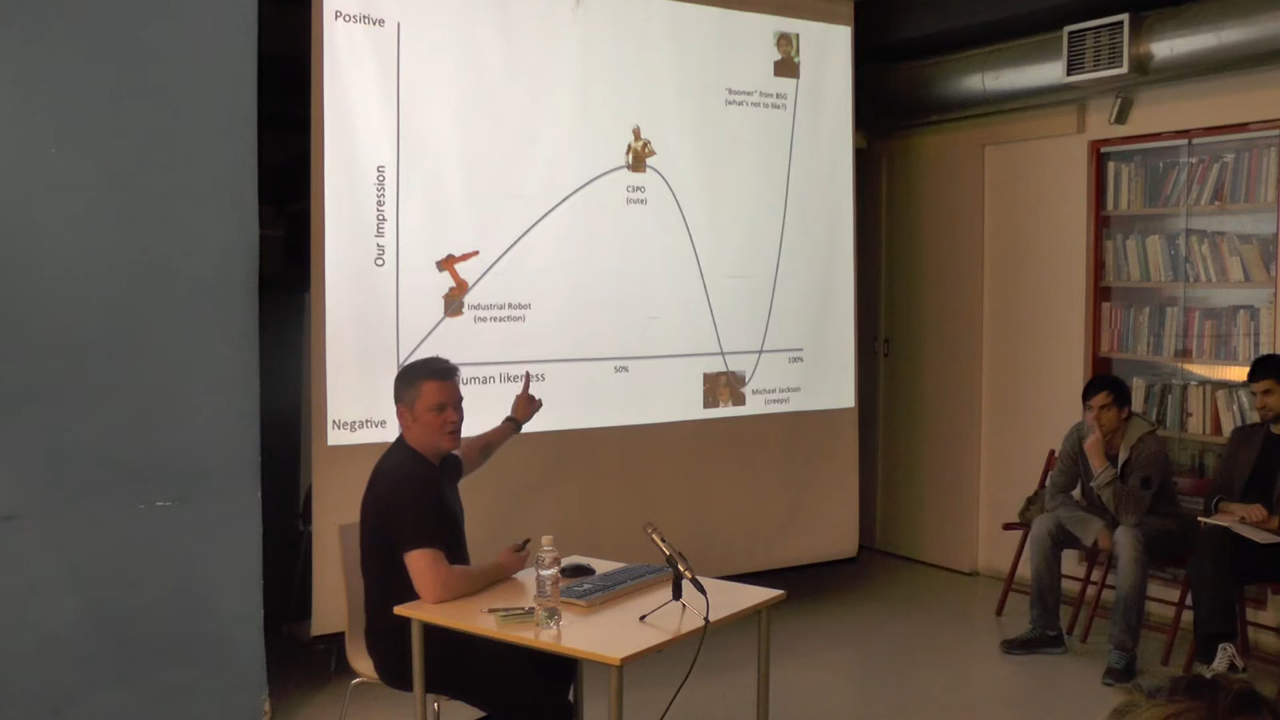 Positive
"Boomer" from BSG
(what's not to like?)
Our Impression
C3PO
(cute)
Industrial Robot
(no reaction)
uman likeness
50%
100%
Michael Jackson
(creepy)
Negative